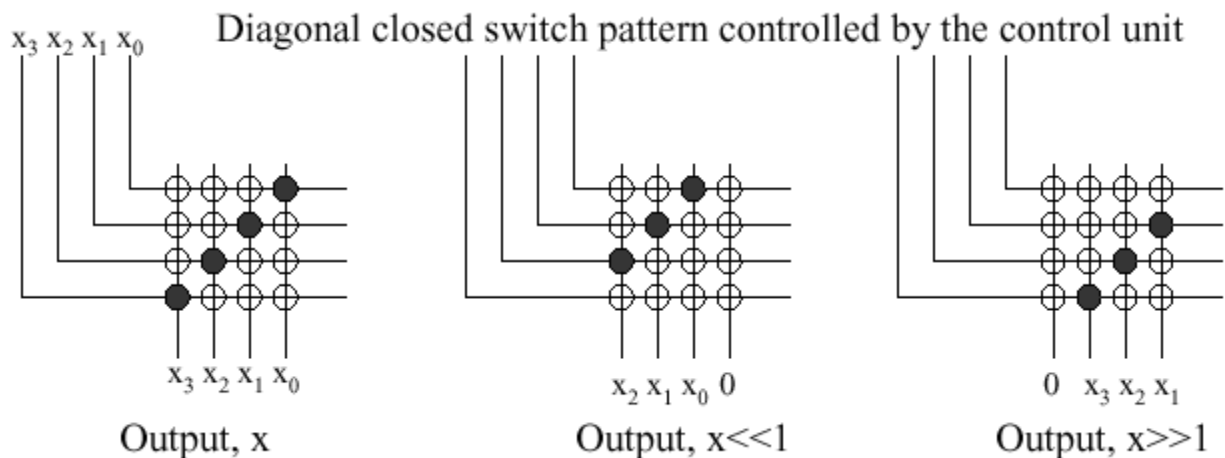 x₃ x₂ x₁ x₀
Diagonal closed switch pattern controlled by the control unit
x₃ x₂ x₁ x₀
x₂ x₁ x₀ 0
0 x₃ x₂ x₁
Output, x
Output, x<<1
Output, x>>1